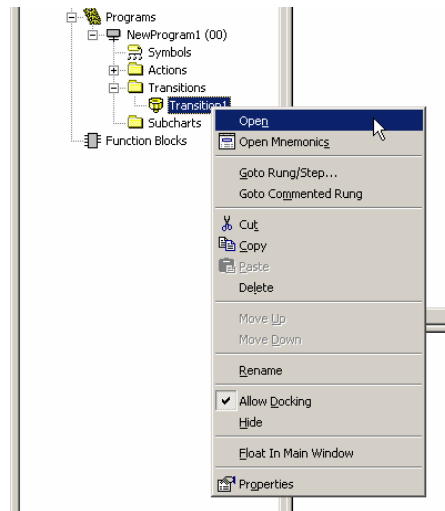 Programs
NewProgram1 (00)
Symbols
Actions
Transitions
Transition1
Subcharts
Function Blocks
Open
Open Mnemonics
Goto Rung/Step...
Goto Commented Rung
Cut
Copy
Paste
Delete
Move Up
Move Down
Rename
Allow Docking
Hide
Float In Main Window
Properties